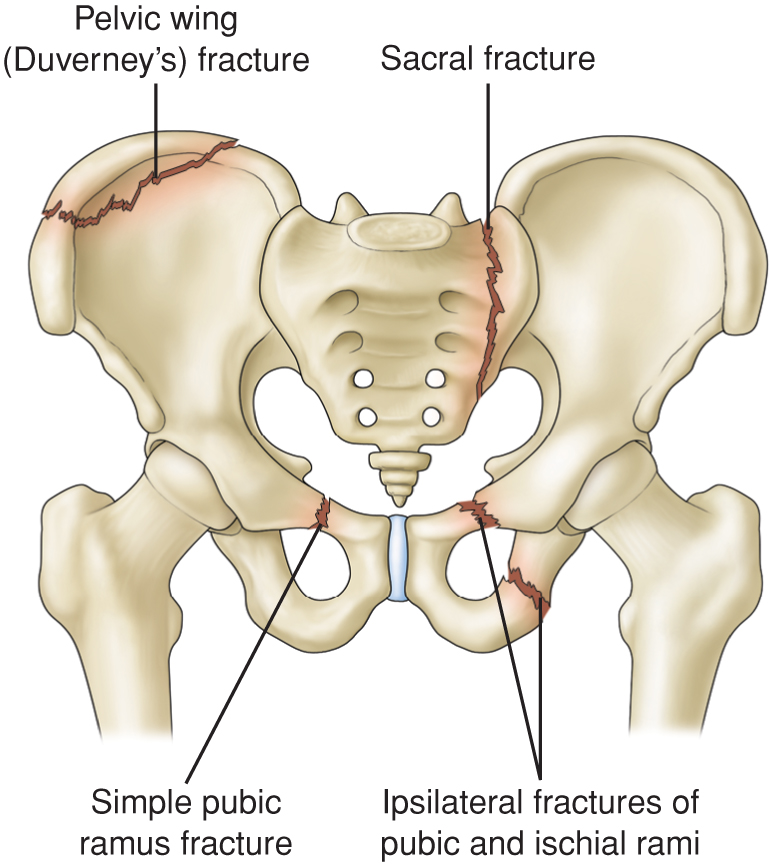 Pelvic wing
(Duverney's) fracture
Sacral fracture
Simple pubic
ramus fracture
Ipsilateral fractures of
pubic and ischial rami